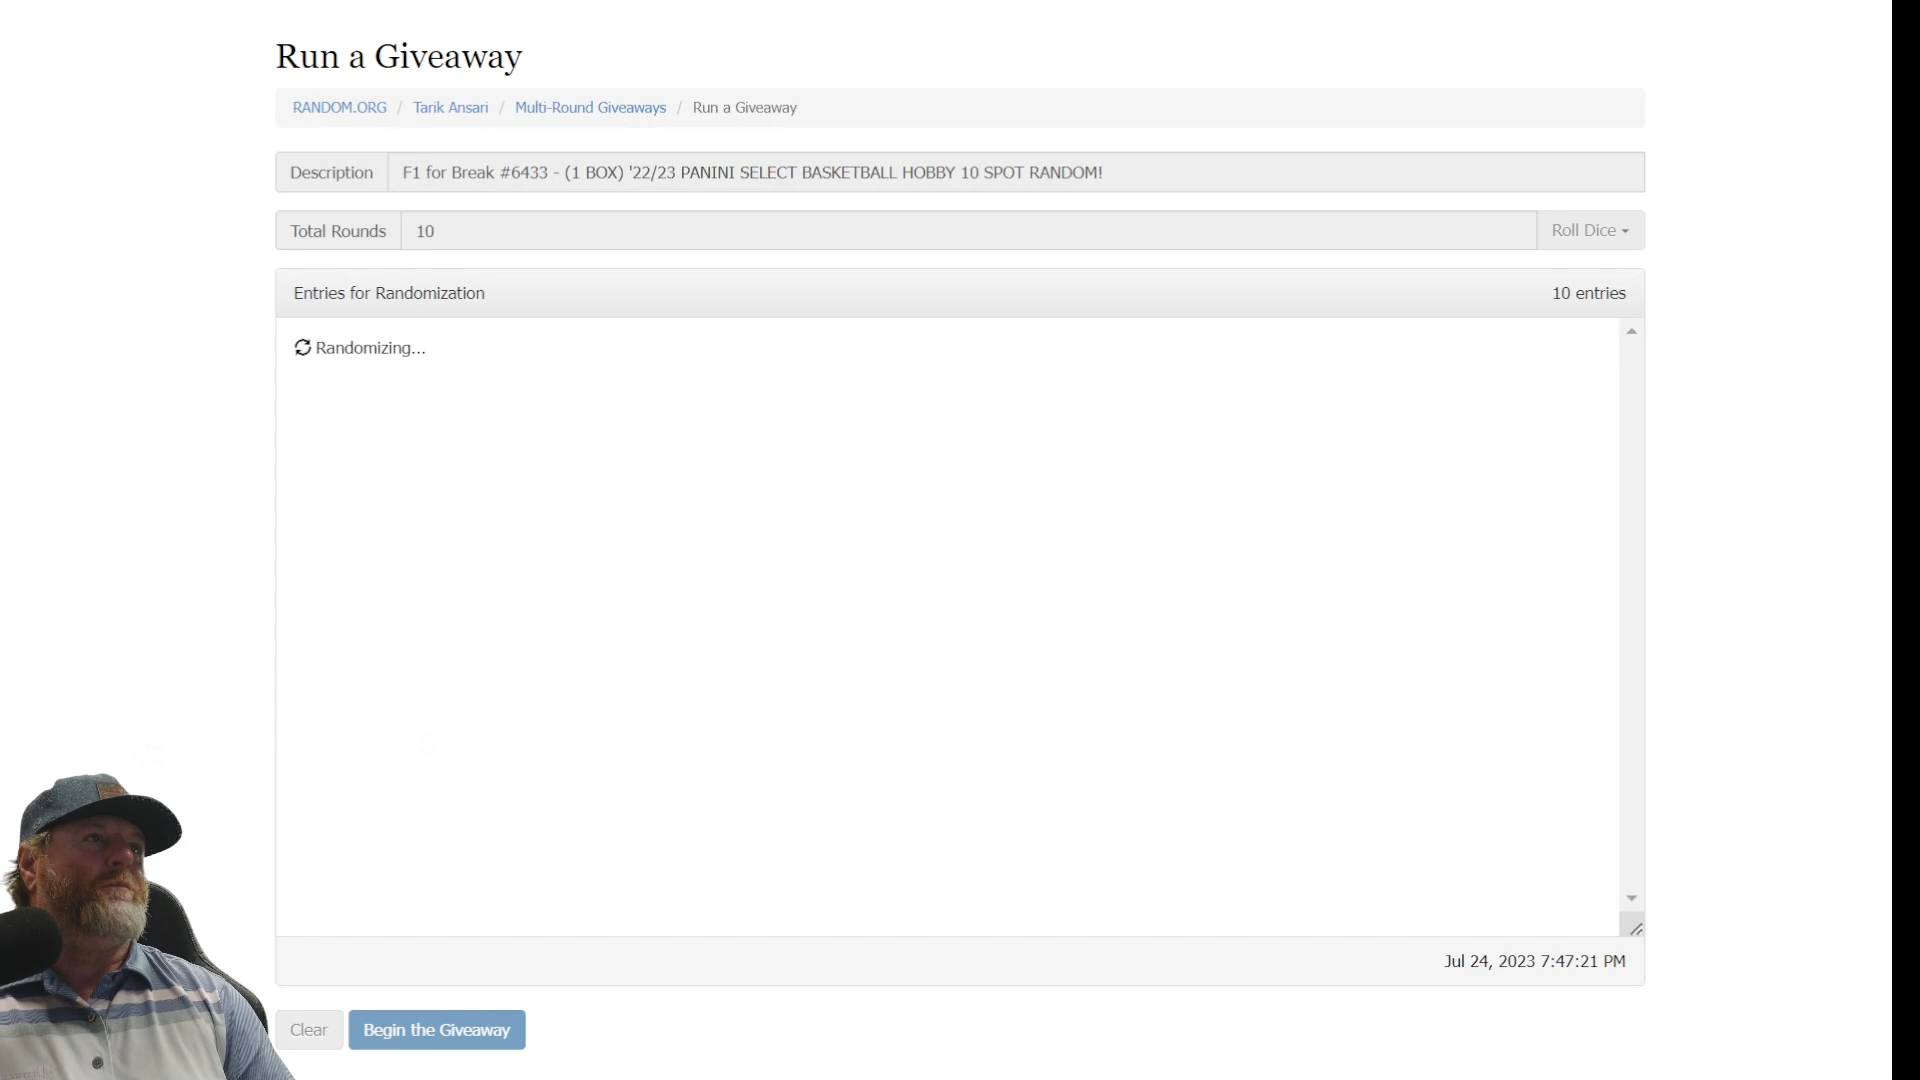 Run a Giveaway
RANDOM.ORG / Tarik Ansari / Multi-Round Giveaways / Run a Giveaway
Description F1 for Break #6433 - (1 BOX) '22/23 PANINI SELECT BASKETBALL HOBBY 10 SPOT RANDOM!
Total Rounds 10 Roll Dice
Entries for Randomization 10 entries
Randomizing...
Jul 24, 2023 7:47:21 PM
Clear Begin the Giveaway